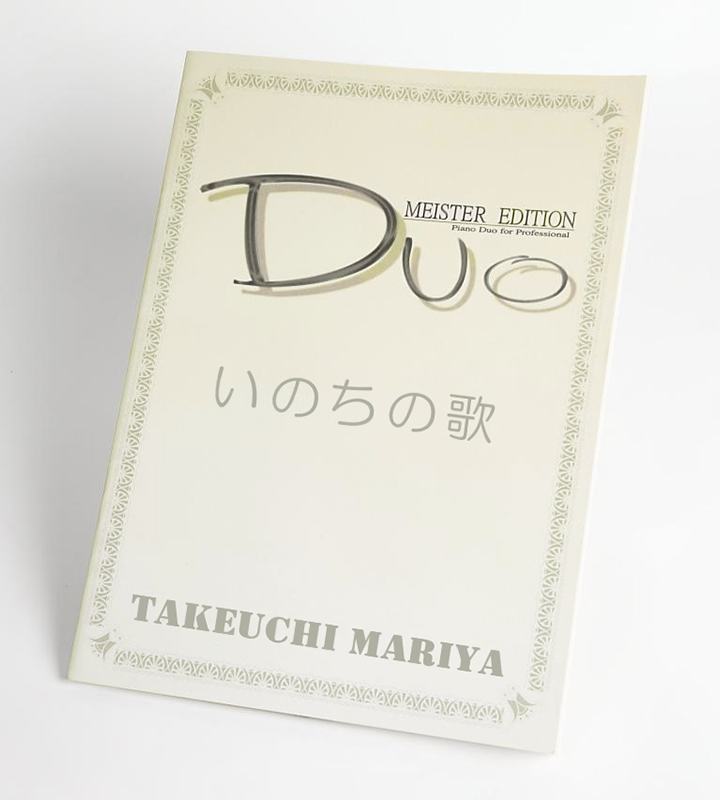 DUO
MEISTER EDITION
Piano Duo for Professional
いのちの歌
TAKEUCHI MARIYA